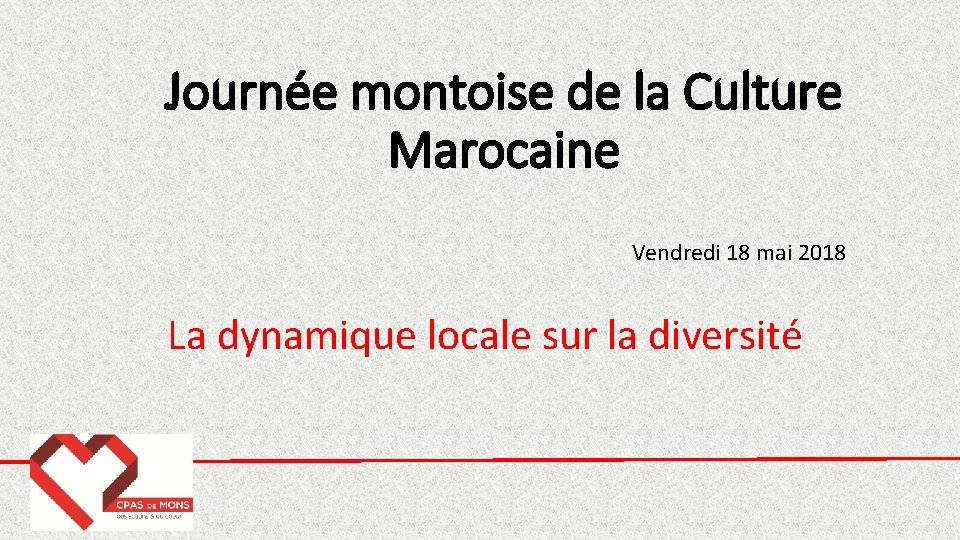 Journée montoise de la Culture
Marocaine
Vendredi 18 mai 2018
La dynamique locale sur la diversité
CPAS DE MONS